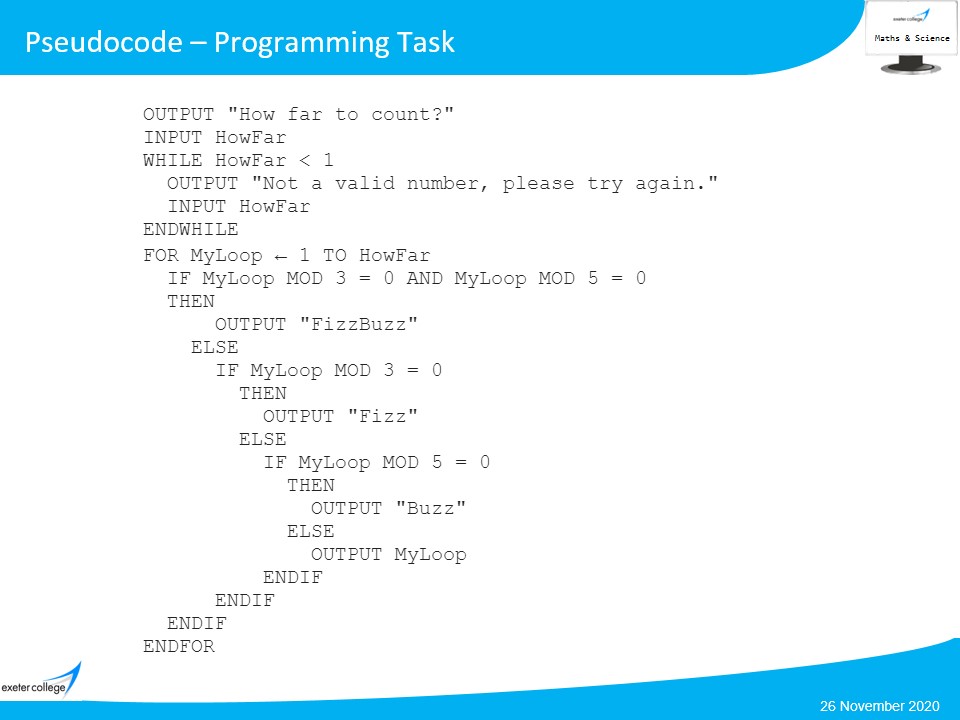 Pseudocode – Programming Task
exeter college
Maths & Science
OUTPUT "How far to count?"
INPUT HowFar
WHILE HowFar < 1
  OUTPUT "Not a valid number, please try again."
  INPUT HowFar
ENDWHILE
FOR MyLoop ← 1 TO HowFar
  IF MyLoop MOD 3 = 0 AND MyLoop MOD 5 = 0
  THEN
      OUTPUT "FizzBuzz"
    ELSE
      IF MyLoop MOD 3 = 0
        THEN
          OUTPUT "Fizz"
        ELSE
          IF MyLoop MOD 5 = 0
            THEN
              OUTPUT "Buzz"
            ELSE
              OUTPUT MyLoop
          ENDIF
      ENDIF
  ENDIF
ENDFOR
exeter college
26 November 2020